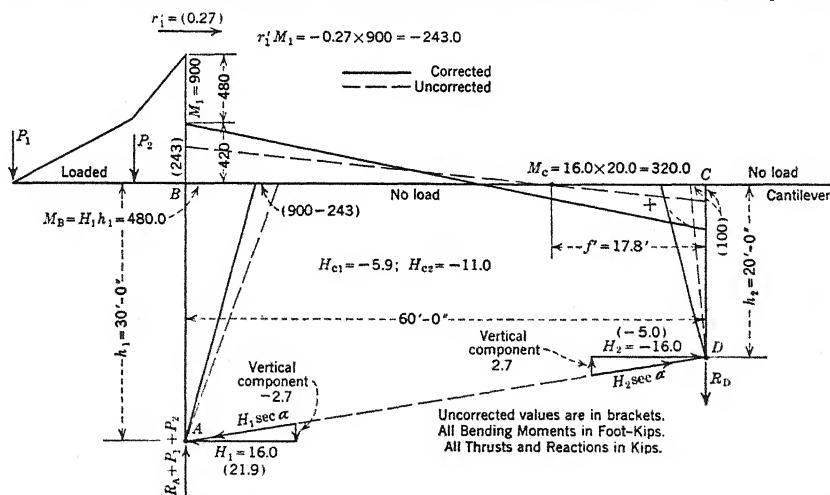 r₁′ = (0.27)
r₁′M₁ = −0.27 × 900 = −243.0
Corrected
Uncorrected
M₁ = 900
480
P₁
P₂
(243)
420
M_C = 16.0 × 20.0 = 320.0
C
No load
Loaded
B
No load
Cantilever
M_B = H₁h₁ = 480.0
(900−243)
+
(100)
f′ = 17.8′
H_C1 = −5.9; H_C2 = −11.0
h₁ = 30′-0″
h₂ = 20′-0″
60′-0″
(−5.0)
H₂ = −16.0
D
Vertical
component
2.7
Vertical
component
−2.7
H₂ sec α
R_D
H₁ sec α
A
H₁ = 16.0
(21.9)
R_A + P₁ + P₂
Uncorrected values are in brackets.
All Bending Moments in Foot-Kips.
All Thrusts and Reactions in Kips.